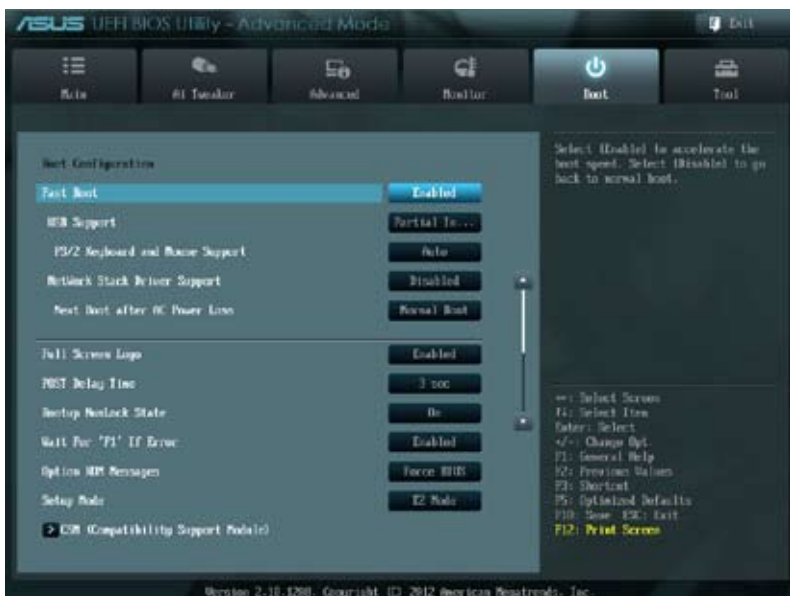 ASUS UEFI BIOS Utility - Advanced Mode
Exit
Main
Ai Tweaker
Advanced
Monitor
Boot
Tool
Boot Configuration
Fast Boot Enabled
USB Support Partial In...
PS/2 Keyboard and Mouse Support Auto
Network Stack Driver Support Disabled
Next Boot after AC Power Loss Normal Boot
Full Screen Logo Enabled
POST Delay Time 3 sec
Bootup NumLock State On
Wait For 'F1' If Error Enabled
Option ROM Messages Force BIOS
Setup Mode EZ Mode
> CSM (Compatibility Support Module)
Select [Enable] to accelerate the
boot speed. Select [Disable] to go
back to normal boot.
→←: Select Screen
↑↓: Select Item
Enter: Select
+/-: Change Opt.
F1: General Help
F2: Previous Values
F3: Shortcut
F5: Optimized Defaults
F10: Save ESC: Exit
F12: Print Screen
Version 2.10.1208. Copyright (C) 2012 American Megatrends, Inc.